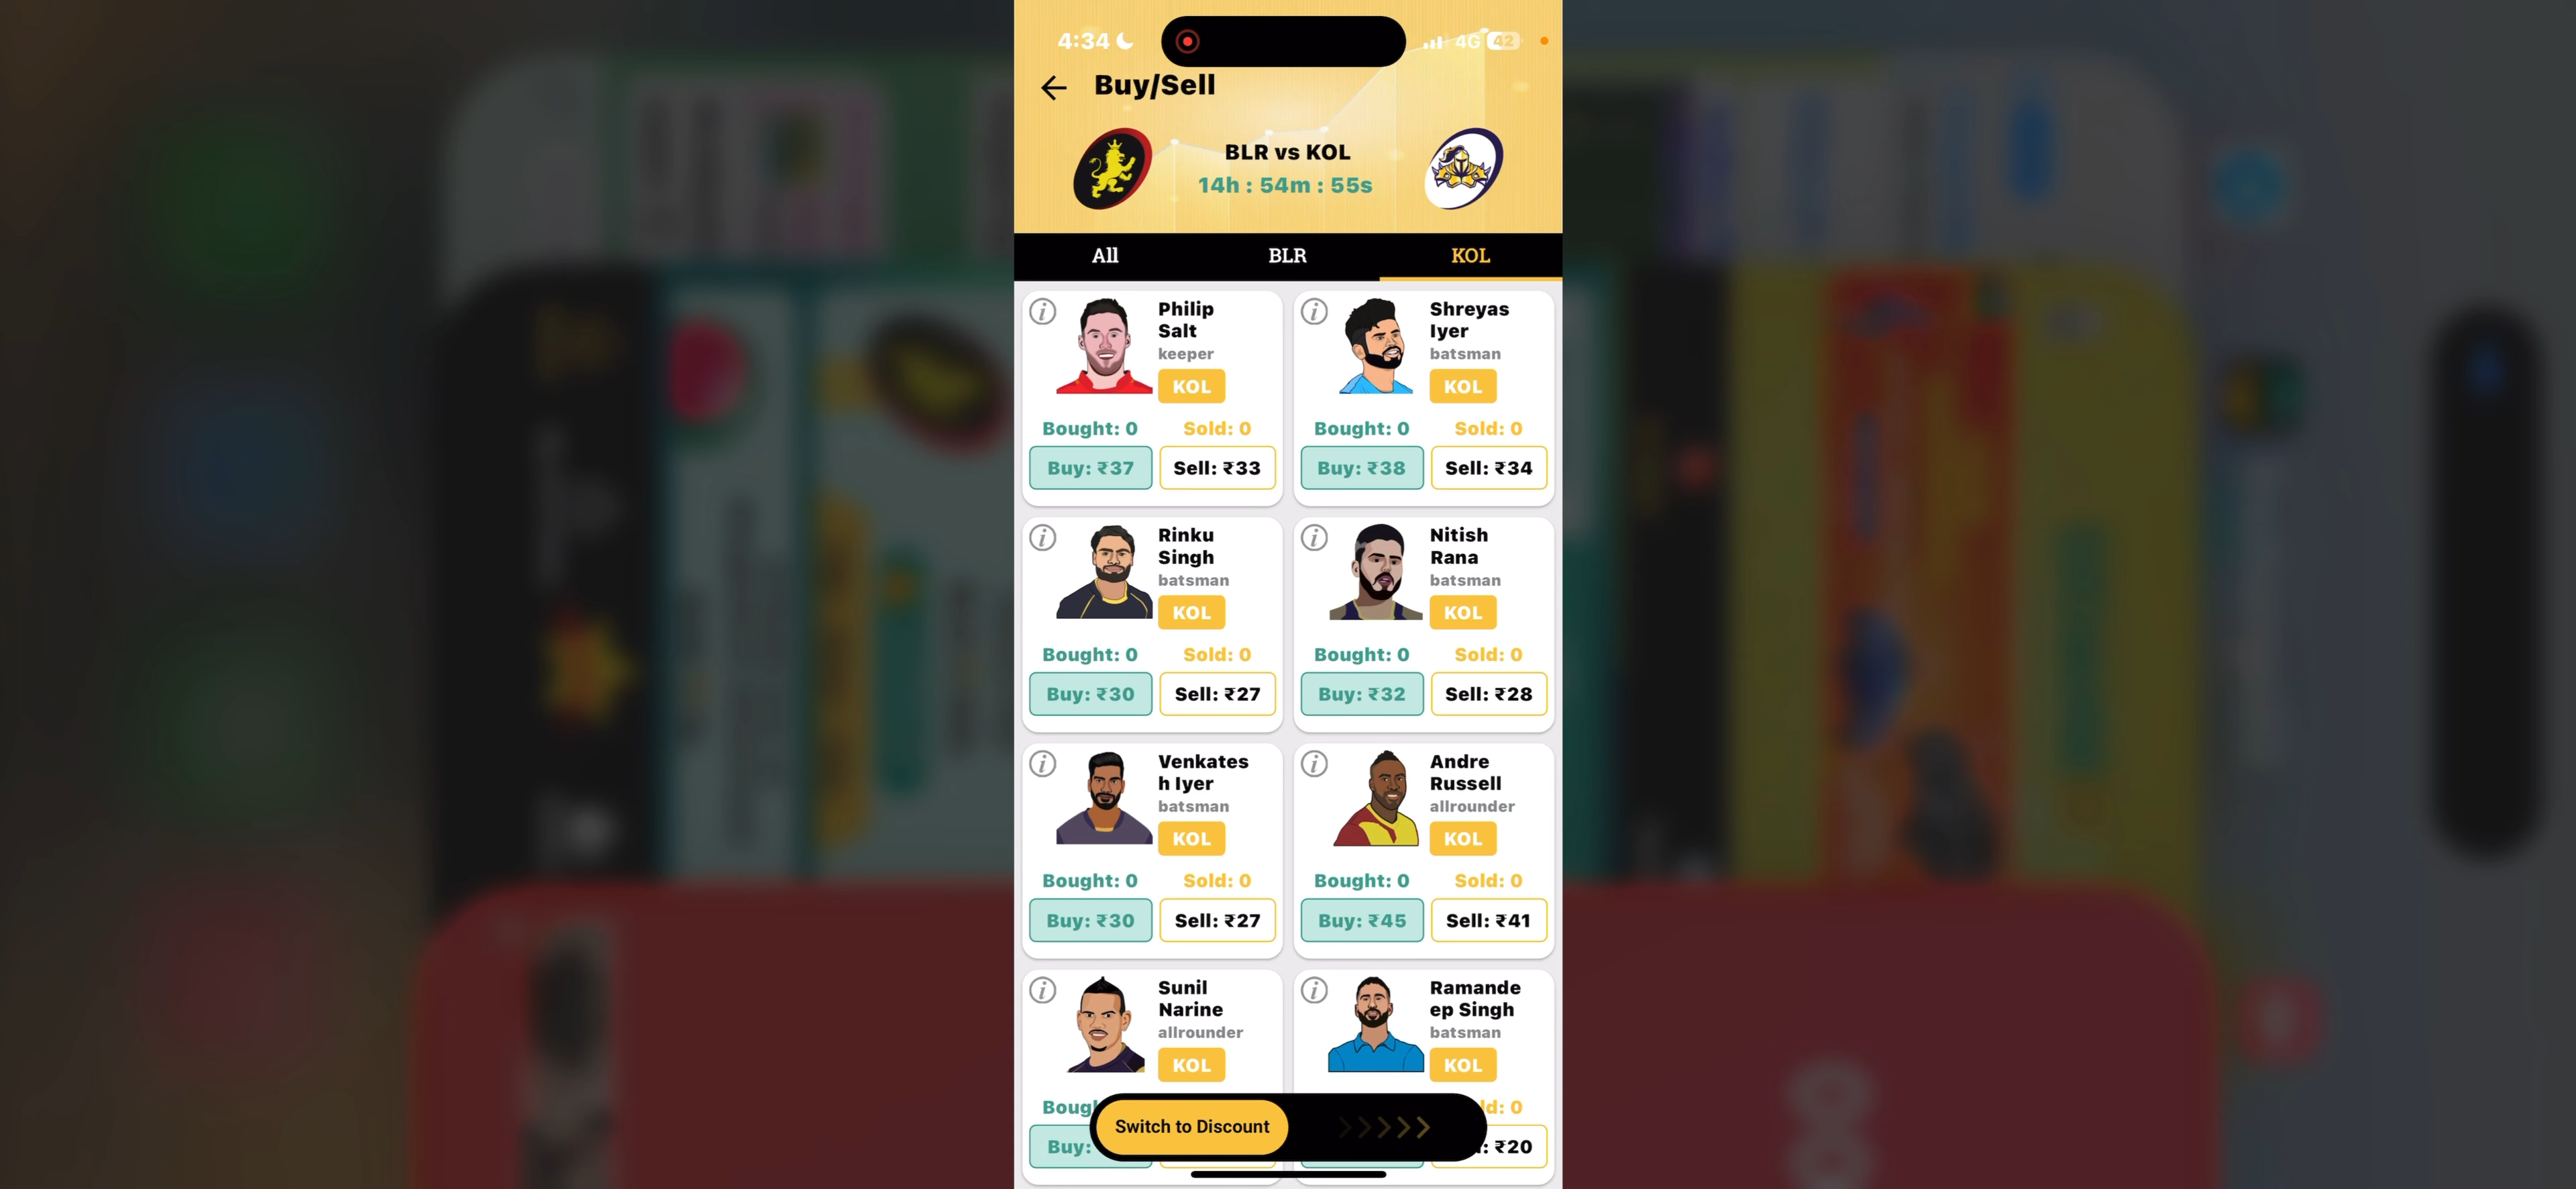 4:34
4G 42
Buy/Sell
BLR vs KOL
14h : 54m : 55s
All BLR KOL
Philip
Salt
keeper
KOL
Bought: 0 Sold: 0
Buy: ₹37 Sell: ₹33
Shreyas
Iyer
batsman
KOL
Bought: 0 Sold: 0
Buy: ₹38 Sell: ₹34
Rinku
Singh
batsman
KOL
Bought: 0 Sold: 0
Buy: ₹30 Sell: ₹27
Nitish
Rana
batsman
KOL
Bought: 0 Sold: 0
Buy: ₹32 Sell: ₹28
Venkates
h Iyer
batsman
KOL
Bought: 0 Sold: 0
Buy: ₹30 Sell: ₹27
Andre
Russell
allrounder
KOL
Bought: 0 Sold: 0
Buy: ₹45 Sell: ₹41
Sunil
Narine
allrounder
KOL
Buy:
Ramande
ep Singh
batsman
KOL
d: 0
: ₹20
Switch to Discount